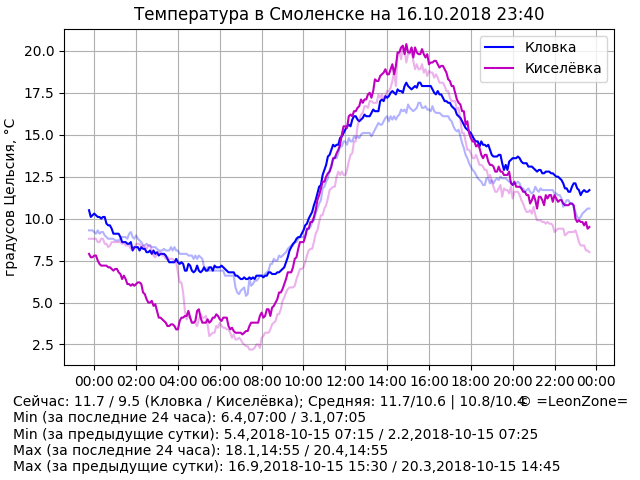 Температура в Смоленске на 16.10.2018 23:40
Кловка
Киселёвка
градусов Цельсия, °C
20.0
17.5
15.0
12.5
10.0
7.5
5.0
2.5
00:00 02:00 04:00 06:00 08:00 10:00 12:00 14:00 16:00 18:00 20:00 22:00 00:00
Сейчас: 11.7 / 9.5 (Кловка / Киселёвка); Средняя: 11.7/10.6 | 10.8/10.4 © =LeonZone=
Min (за последние 24 часа): 6.4,07:00 / 3.1,07:05
Min (за предыдущие сутки): 5.4,2018-10-15 07:15 / 2.2,2018-10-15 07:25
Max (за последние 24 часа): 18.1,14:55 / 20.4,14:55
Max (за предыдущие сутки): 16.9,2018-10-15 15:30 / 20.3,2018-10-15 14:45